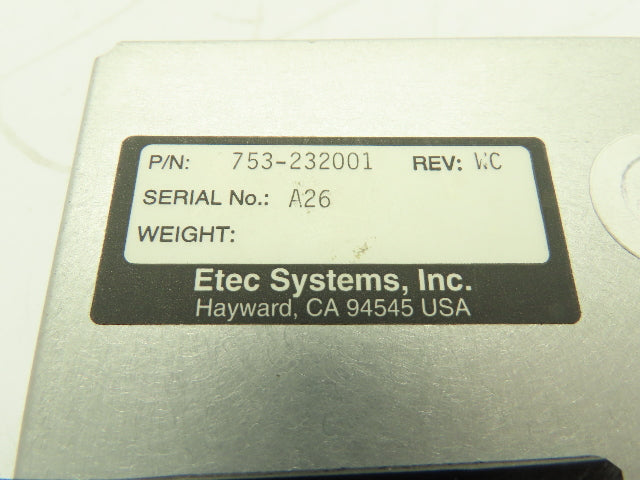 P/N: 753-232001 REV: WC
SERIAL No.: A26
WEIGHT:
Etec Systems, Inc.
Hayward, CA 94545 USA